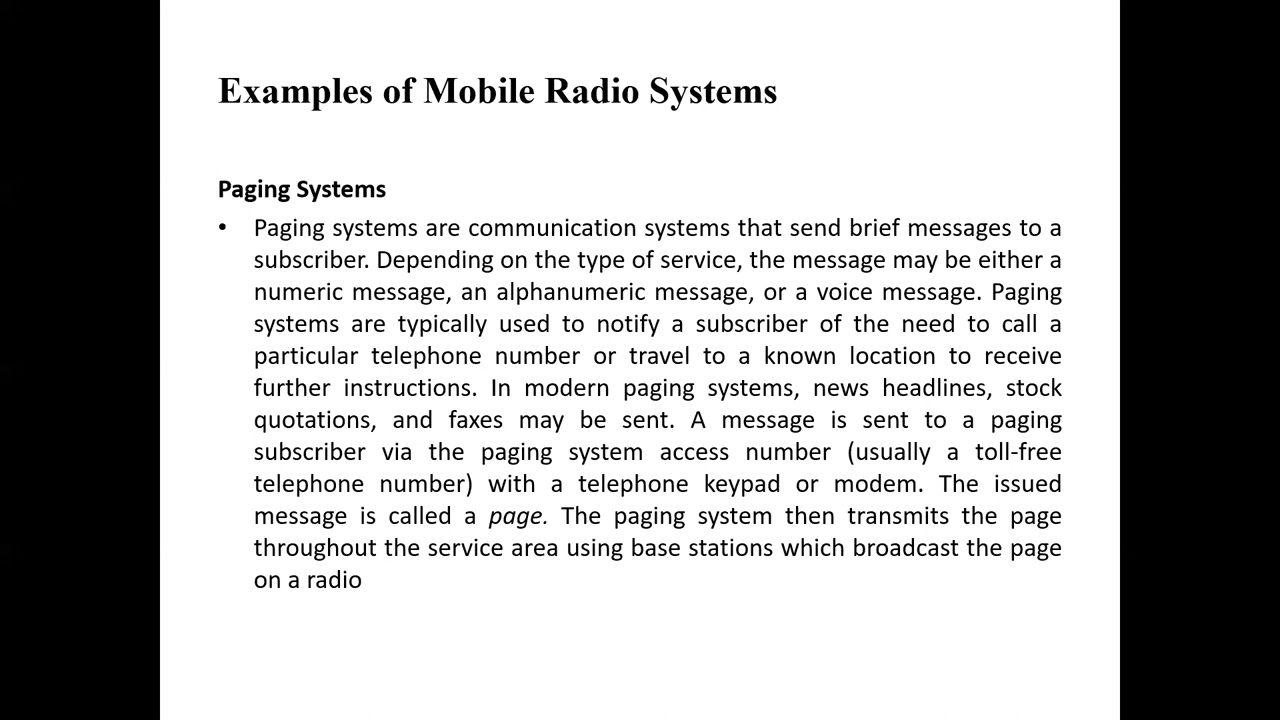 Examples of Mobile Radio Systems
Paging Systems
• Paging systems are communication systems that send brief messages to a
subscriber. Depending on the type of service, the message may be either a
numeric message, an alphanumeric message, or a voice message. Paging
systems are typically used to notify a subscriber of the need to call a
particular telephone number or travel to a known location to receive
further instructions. In modern paging systems, news headlines, stock
quotations, and faxes may be sent. A message is sent to a paging
subscriber via the paging system access number (usually a toll-free
telephone number) with a telephone keypad or modem. The issued
message is called a page. The paging system then transmits the page
throughout the service area using base stations which broadcast the page
on a radio